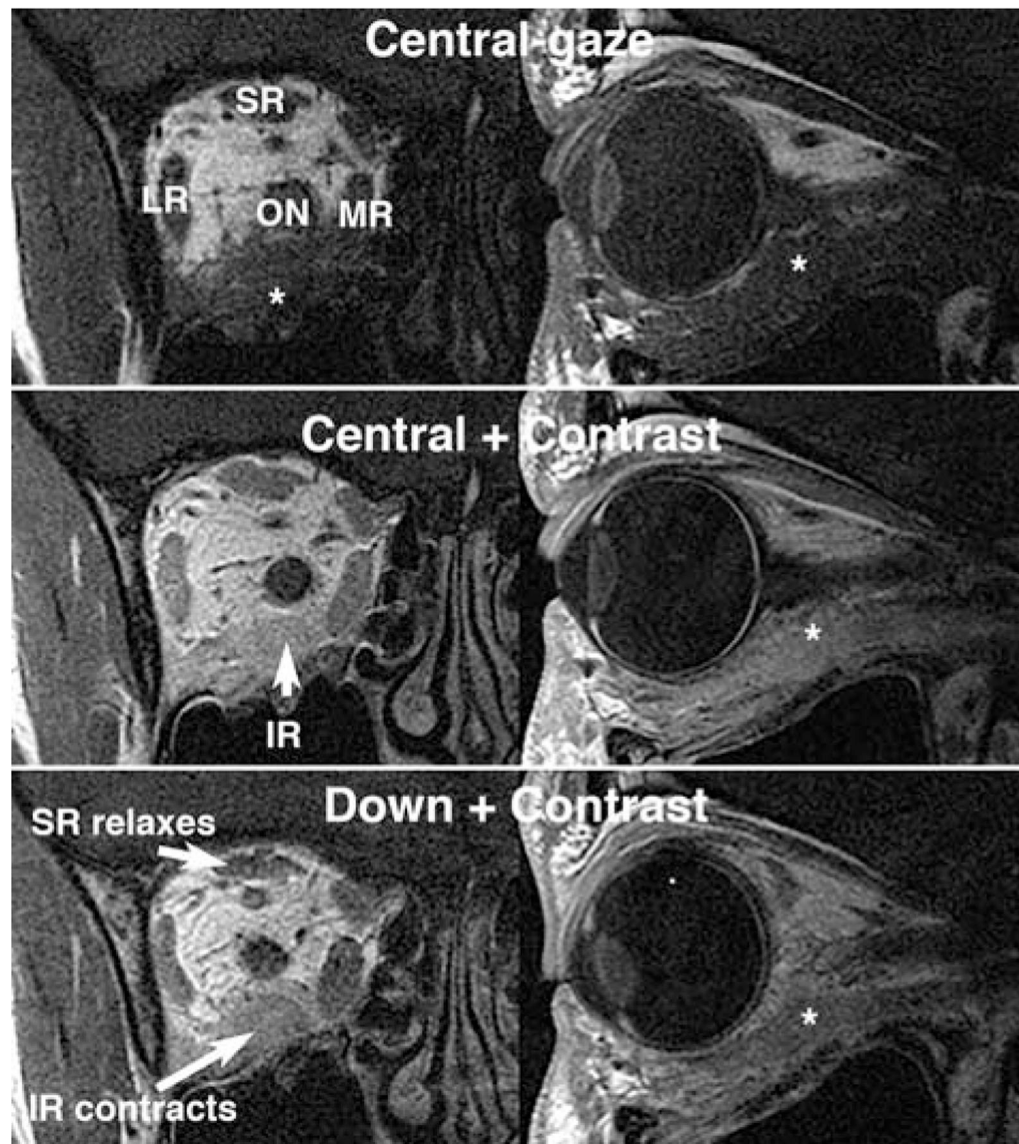 Central-gaze
SR
LR
ON
MR
*
*
Central + Contrast
*
IR
Down + Contrast
SR relaxes
*
IR contracts